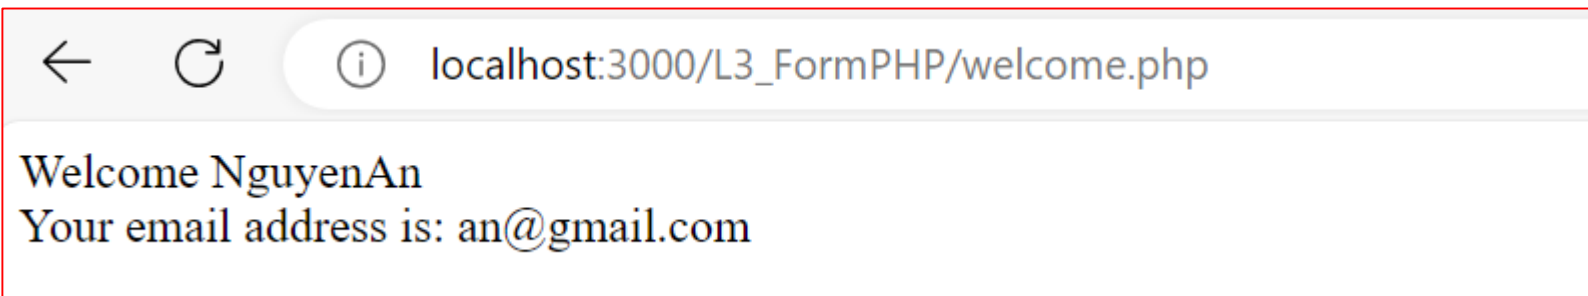 localhost:3000/L3_FormPHP/welcome.php
Welcome NguyenAn
Your email address is: an@gmail.com